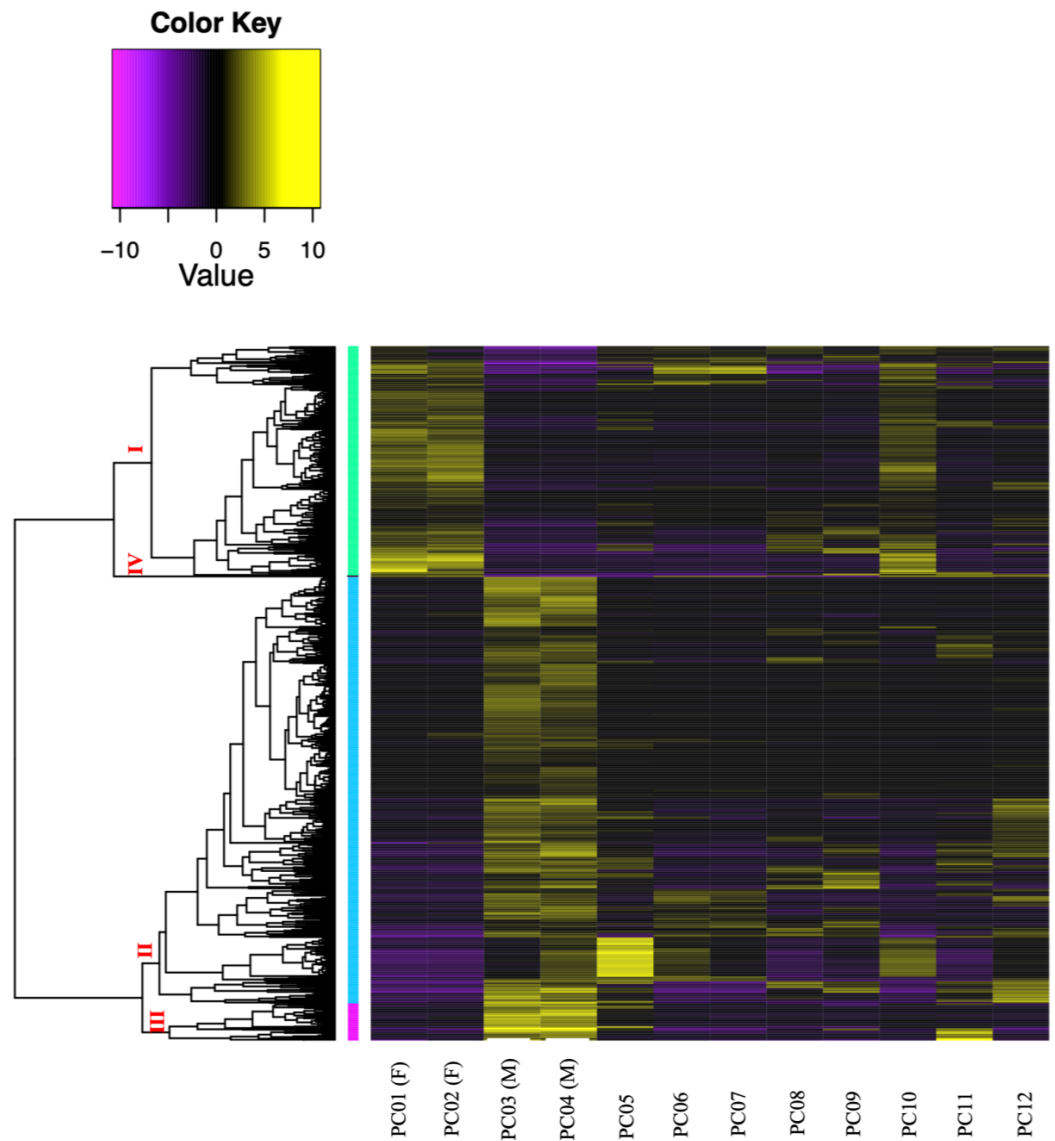 Color Key
−10 0 5 10
Value
I
IV
II
III
PC01 (F)
PC02 (F)
PC03 (M)
PC04 (M)
PC05
PC06
PC07
PC08
PC09
PC10
PC11
PC12